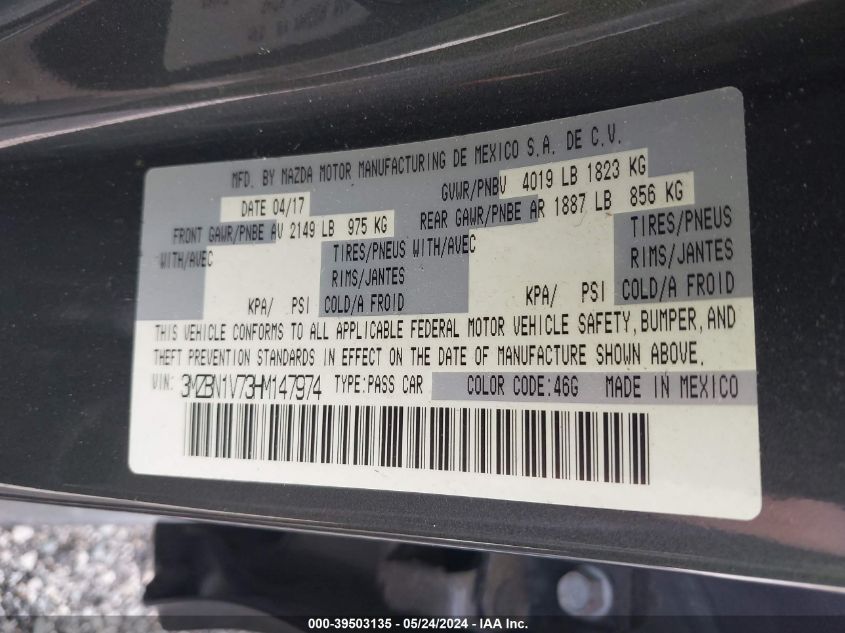 MFD. BY MAZDA MOTOR MANUFACTURING DE MEXICO S.A. DE C.V.
DATE 04/17 GVWR/PNBV 4019 LB 1823 KG
FRONT GAWR/PNBE AV 2149 LB 975 KG REAR GAWR/PNBE AR 1887 LB 856 KG
WITH/AVEC TIRES/PNEUS WITH/AVEC TIRES/PNEUS
RIMS/JANTES RIMS/JANTES
KPA/ PSI COLD/A FROID KPA/ PSI COLD/A FROID
THIS VEHICLE CONFORMS TO ALL APPLICABLE FEDERAL MOTOR VEHICLE SAFETY, BUMPER, AND
THEFT PREVENTION STANDARDS IN EFFECT ON THE DATE OF MANUFACTURE SHOWN ABOVE.
VIN: 3MZBN1V73HM147974 TYPE:PASS CAR COLOR CODE:46G MADE IN MEXICO
000-39503135 - 05/24/2024 - IAA Inc.